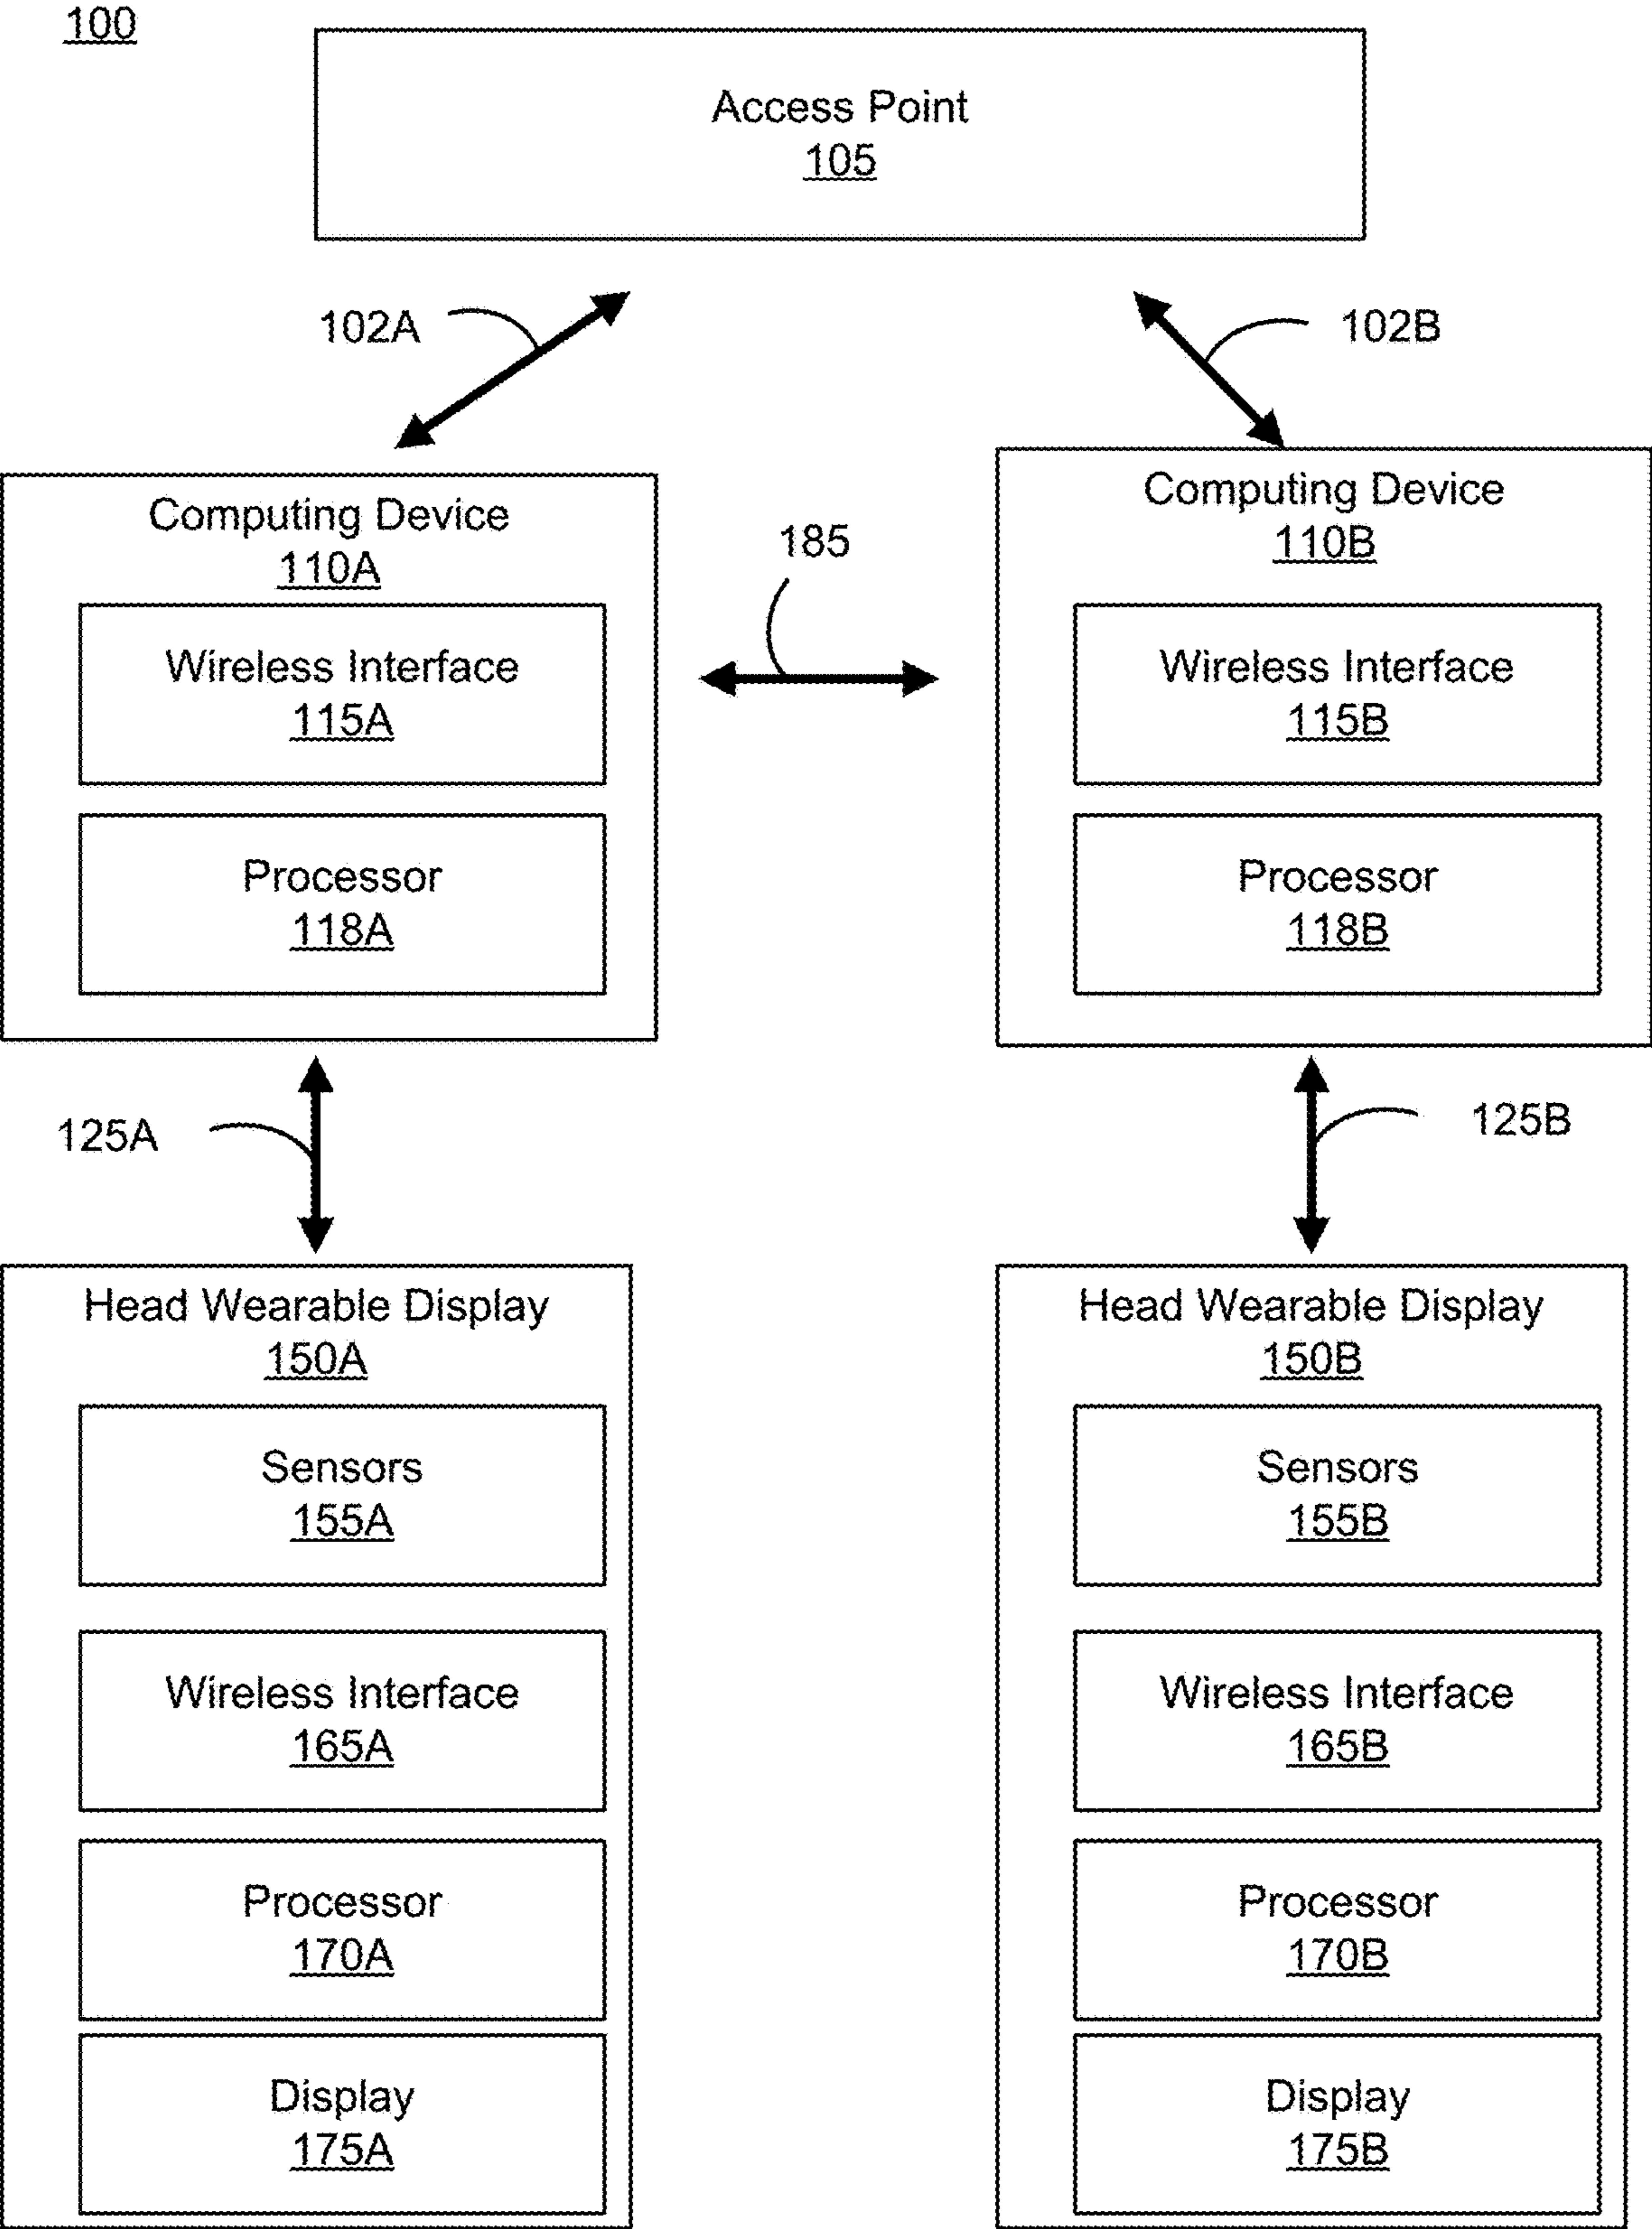 100
Access Point
105
102A
102B
Computing Device
110A
Wireless Interface
115A
Processor
118A
185
Computing Device
110B
Wireless Interface
115B
Processor
118B
125A
125B
Head Wearable Display
150A
Sensors
155A
Wireless Interface
165A
Processor
170A
Display
175A
Head Wearable Display
150B
Sensors
155B
Wireless Interface
165B
Processor
170B
Display
175B